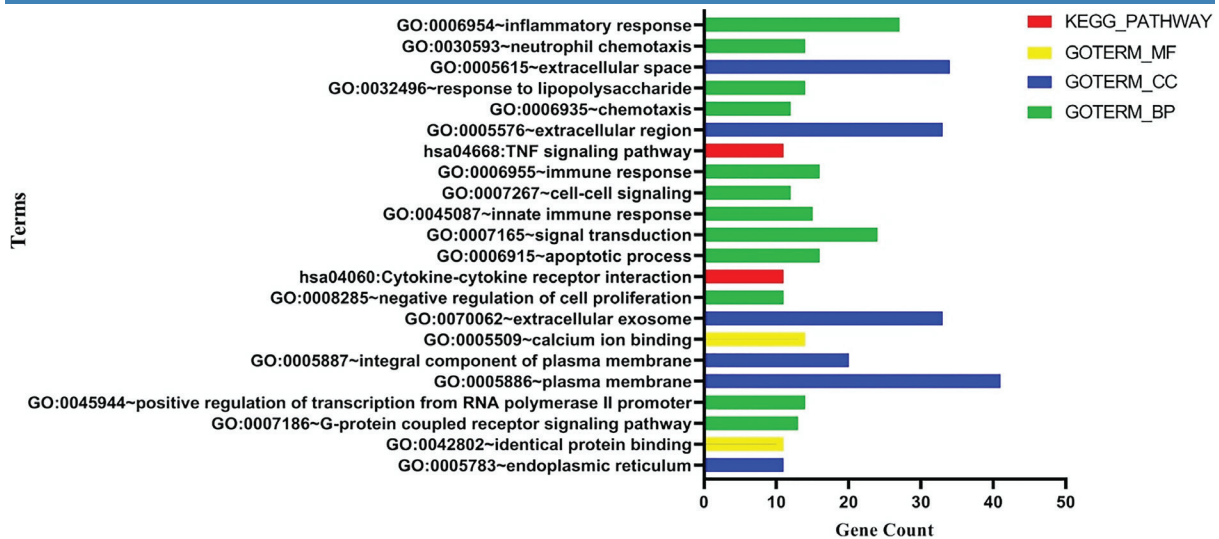 GO:0006954~inflammatory response
GO:0030593~neutrophil chemotaxis
GO:0005615~extracellular space
GO:0032496~response to lipopolysaccharide
GO:0006935~chemotaxis
GO:0005576~extracellular region
hsa04668:TNF signaling pathway
GO:0006955~immune response
GO:0007267~cell-cell signaling
GO:0045087~innate immune response
GO:0007165~signal transduction
GO:0006915~apoptotic process
hsa04060:Cytokine-cytokine receptor interaction
GO:0008285~negative regulation of cell proliferation
GO:0070062~extracellular exosome
GO:0005509~calcium ion binding
GO:0005887~integral component of plasma membrane
GO:0005886~plasma membrane
GO:0045944~positive regulation of transcription from RNA polymerase II promoter
GO:0007186~G-protein coupled receptor signaling pathway
GO:0042802~identical protein binding
GO:0005783~endoplasmic reticulum
Terms
0 10 20 30 40 50
Gene Count
KEGG_PATHWAY
GOTERM_MF
GOTERM_CC
GOTERM_BP